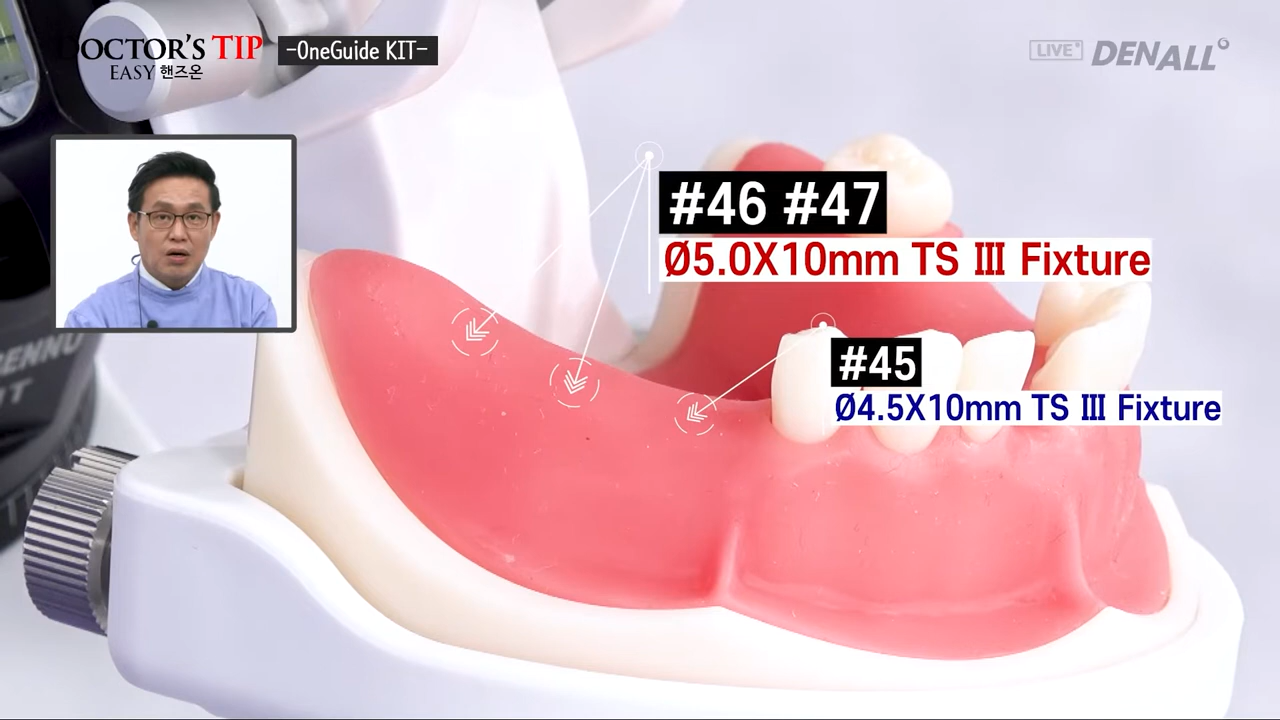 DOCTOR'S TIP
EASY 핸즈온
-OneGuide KIT-
LIVE
DENALL
#46 #47
Ø5.0X10mm TS Ⅲ Fixture
#45
Ø4.5X10mm TS Ⅲ Fixture